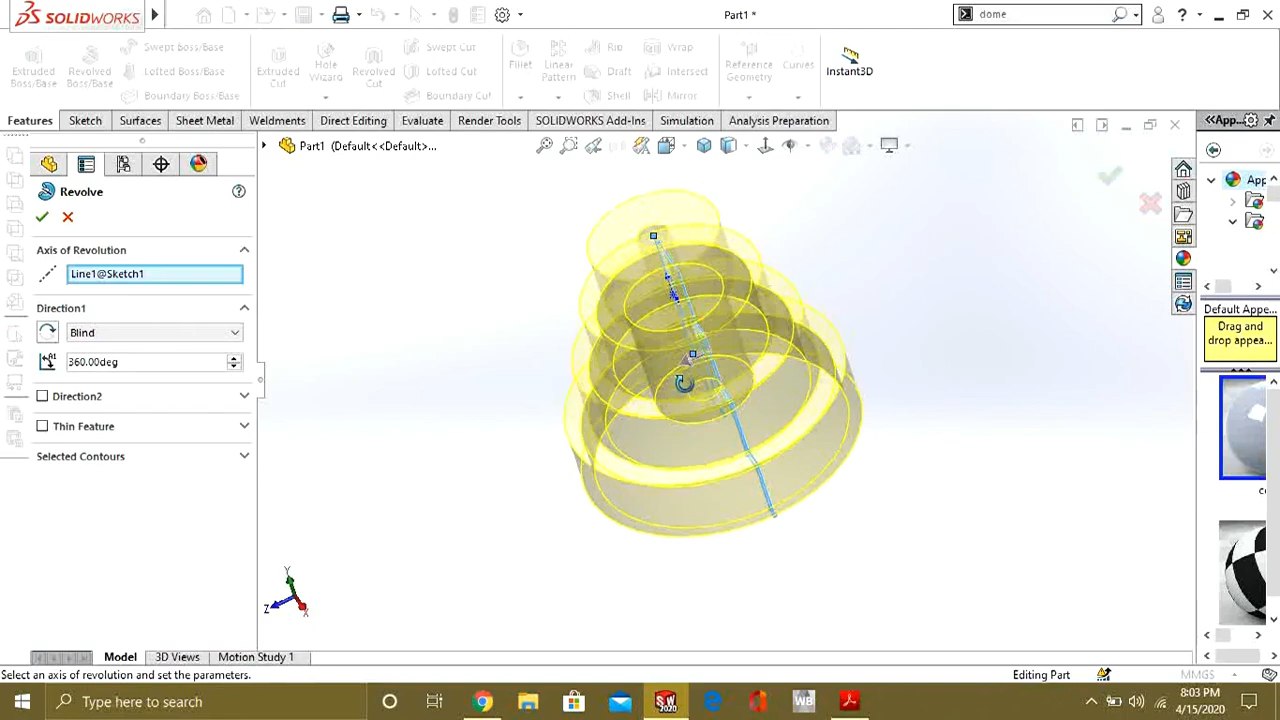 SOLIDWORKS
Part1 *
dome
Extruded Boss/Base
Revolved Boss/Base
Swept Boss/Base
Lofted Boss/Base
Boundary Boss/Base
Extruded Cut
Hole Wizard
Revolved Cut
Swept Cut
Lofted Cut
Boundary Cut
Fillet
Linear Pattern
Rib
Draft
Shell
Wrap
Intersect
Mirror
Reference Geometry
Curves
Instant3D
Features
Sketch
Surfaces
Sheet Metal
Weldments
Direct Editing
Evaluate
Render Tools
SOLIDWORKS Add-Ins
Simulation
Analysis Preparation
<<App...
Part1 (Default<<Default>...
App
Revolve
Axis of Revolution
Line1@Sketch1
Direction1
Blind
360.00deg
Direction2
Thin Feature
Selected Contours
Default Appe...
Drag and drop appea...
Y
Z
X
Model
3D Views
Motion Study 1
Select an axis of revolution and set the parameters.
Editing Part
MMGS
Type here to search
SW 2020
WB
8:03 PM
4/15/2020